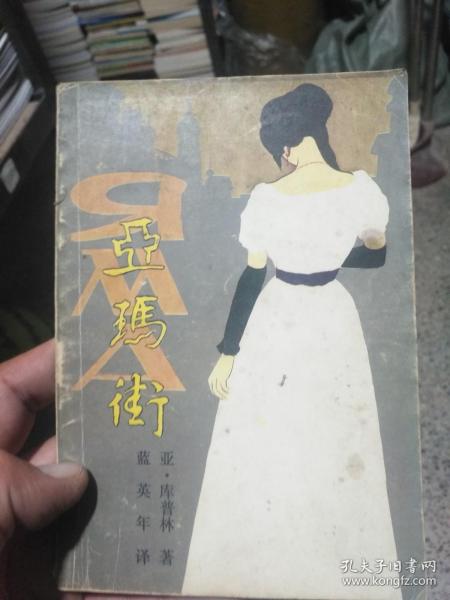 ЯМА
亞瑪街
亚·库普林 著
蓝英年 译
孔夫子旧书网
www.kongfz.com